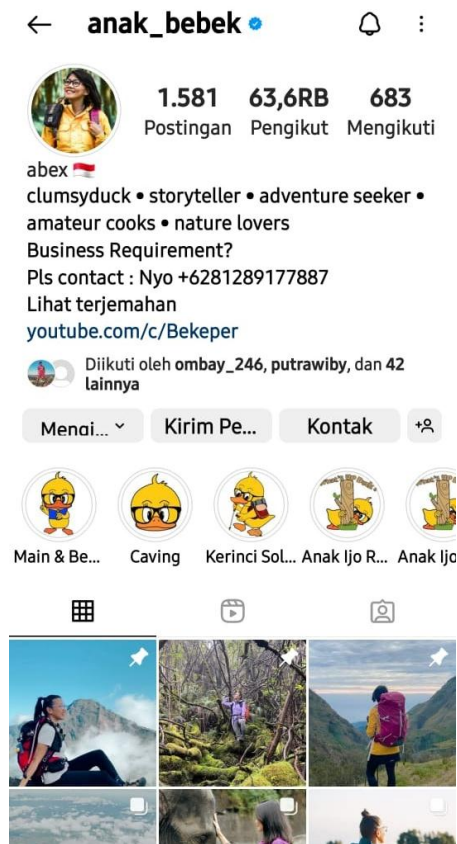 anak_bebek
1.581 63,6RB 683
Postingan Pengikut Mengikuti
abex
clumsyduck • storyteller • adventure seeker •
amateur cooks • nature lovers
Business Requirement?
Pls contact : Nyo +6281289177887
Lihat terjemahan
youtube.com/c/Bekeper
Diikuti oleh ombay_246, putrawiby, dan 42
lainnya
Mengi... Kirim Pe... Kontak
Main & Be... Caving Kerinci Sol... Anak Ijo R... Anak Ijo